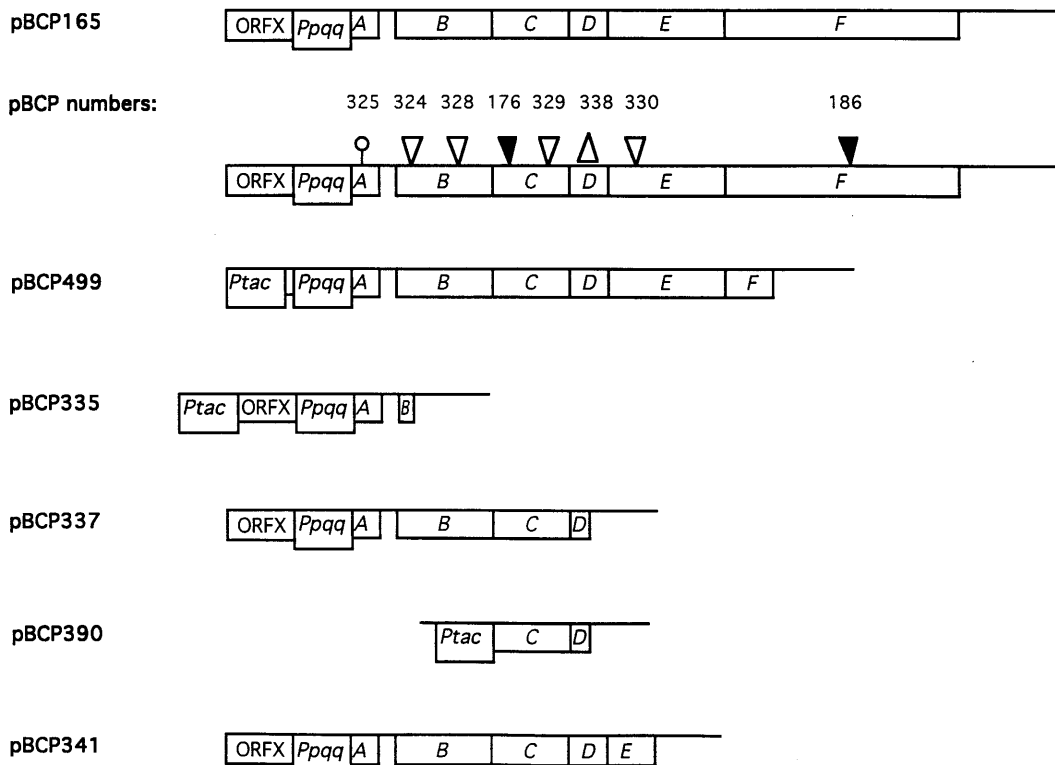 pBCP165 ORFX Ppqq A B C D E F
pBCP numbers: 325 324 328 176 329 338 330 186
ORFX Ppqq A B C D E F
pBCP499 Ptac Ppqq A B C D E F
pBCP335 Ptac ORFX Ppqq A B
pBCP337 ORFX Ppqq A B C D
pBCP390 Ptac C D
pBCP341 ORFX Ppqq A B C D E